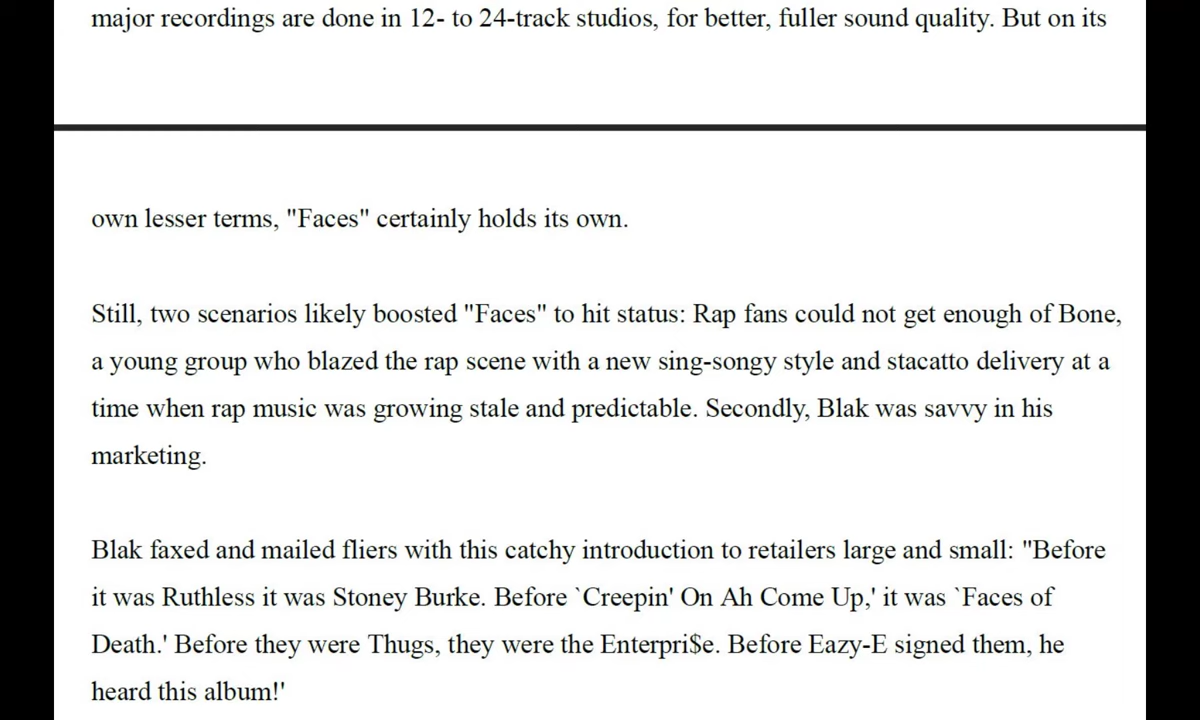 major recordings are done in 12- to 24-track studios, for better, fuller sound quality. But on its
own lesser terms, "Faces" certainly holds its own.
Still, two scenarios likely boosted "Faces" to hit status: Rap fans could not get enough of Bone,
a young group who blazed the rap scene with a new sing-songy style and stacatto delivery at a
time when rap music was growing stale and predictable. Secondly, Blak was savvy in his
marketing.
Blak faxed and mailed fliers with this catchy introduction to retailers large and small: "Before
it was Ruthless it was Stoney Burke. Before `Creepin' On Ah Come Up,' it was `Faces of
Death.' Before they were Thugs, they were the Enterpri$e. Before Eazy-E signed them, he
heard this album!'